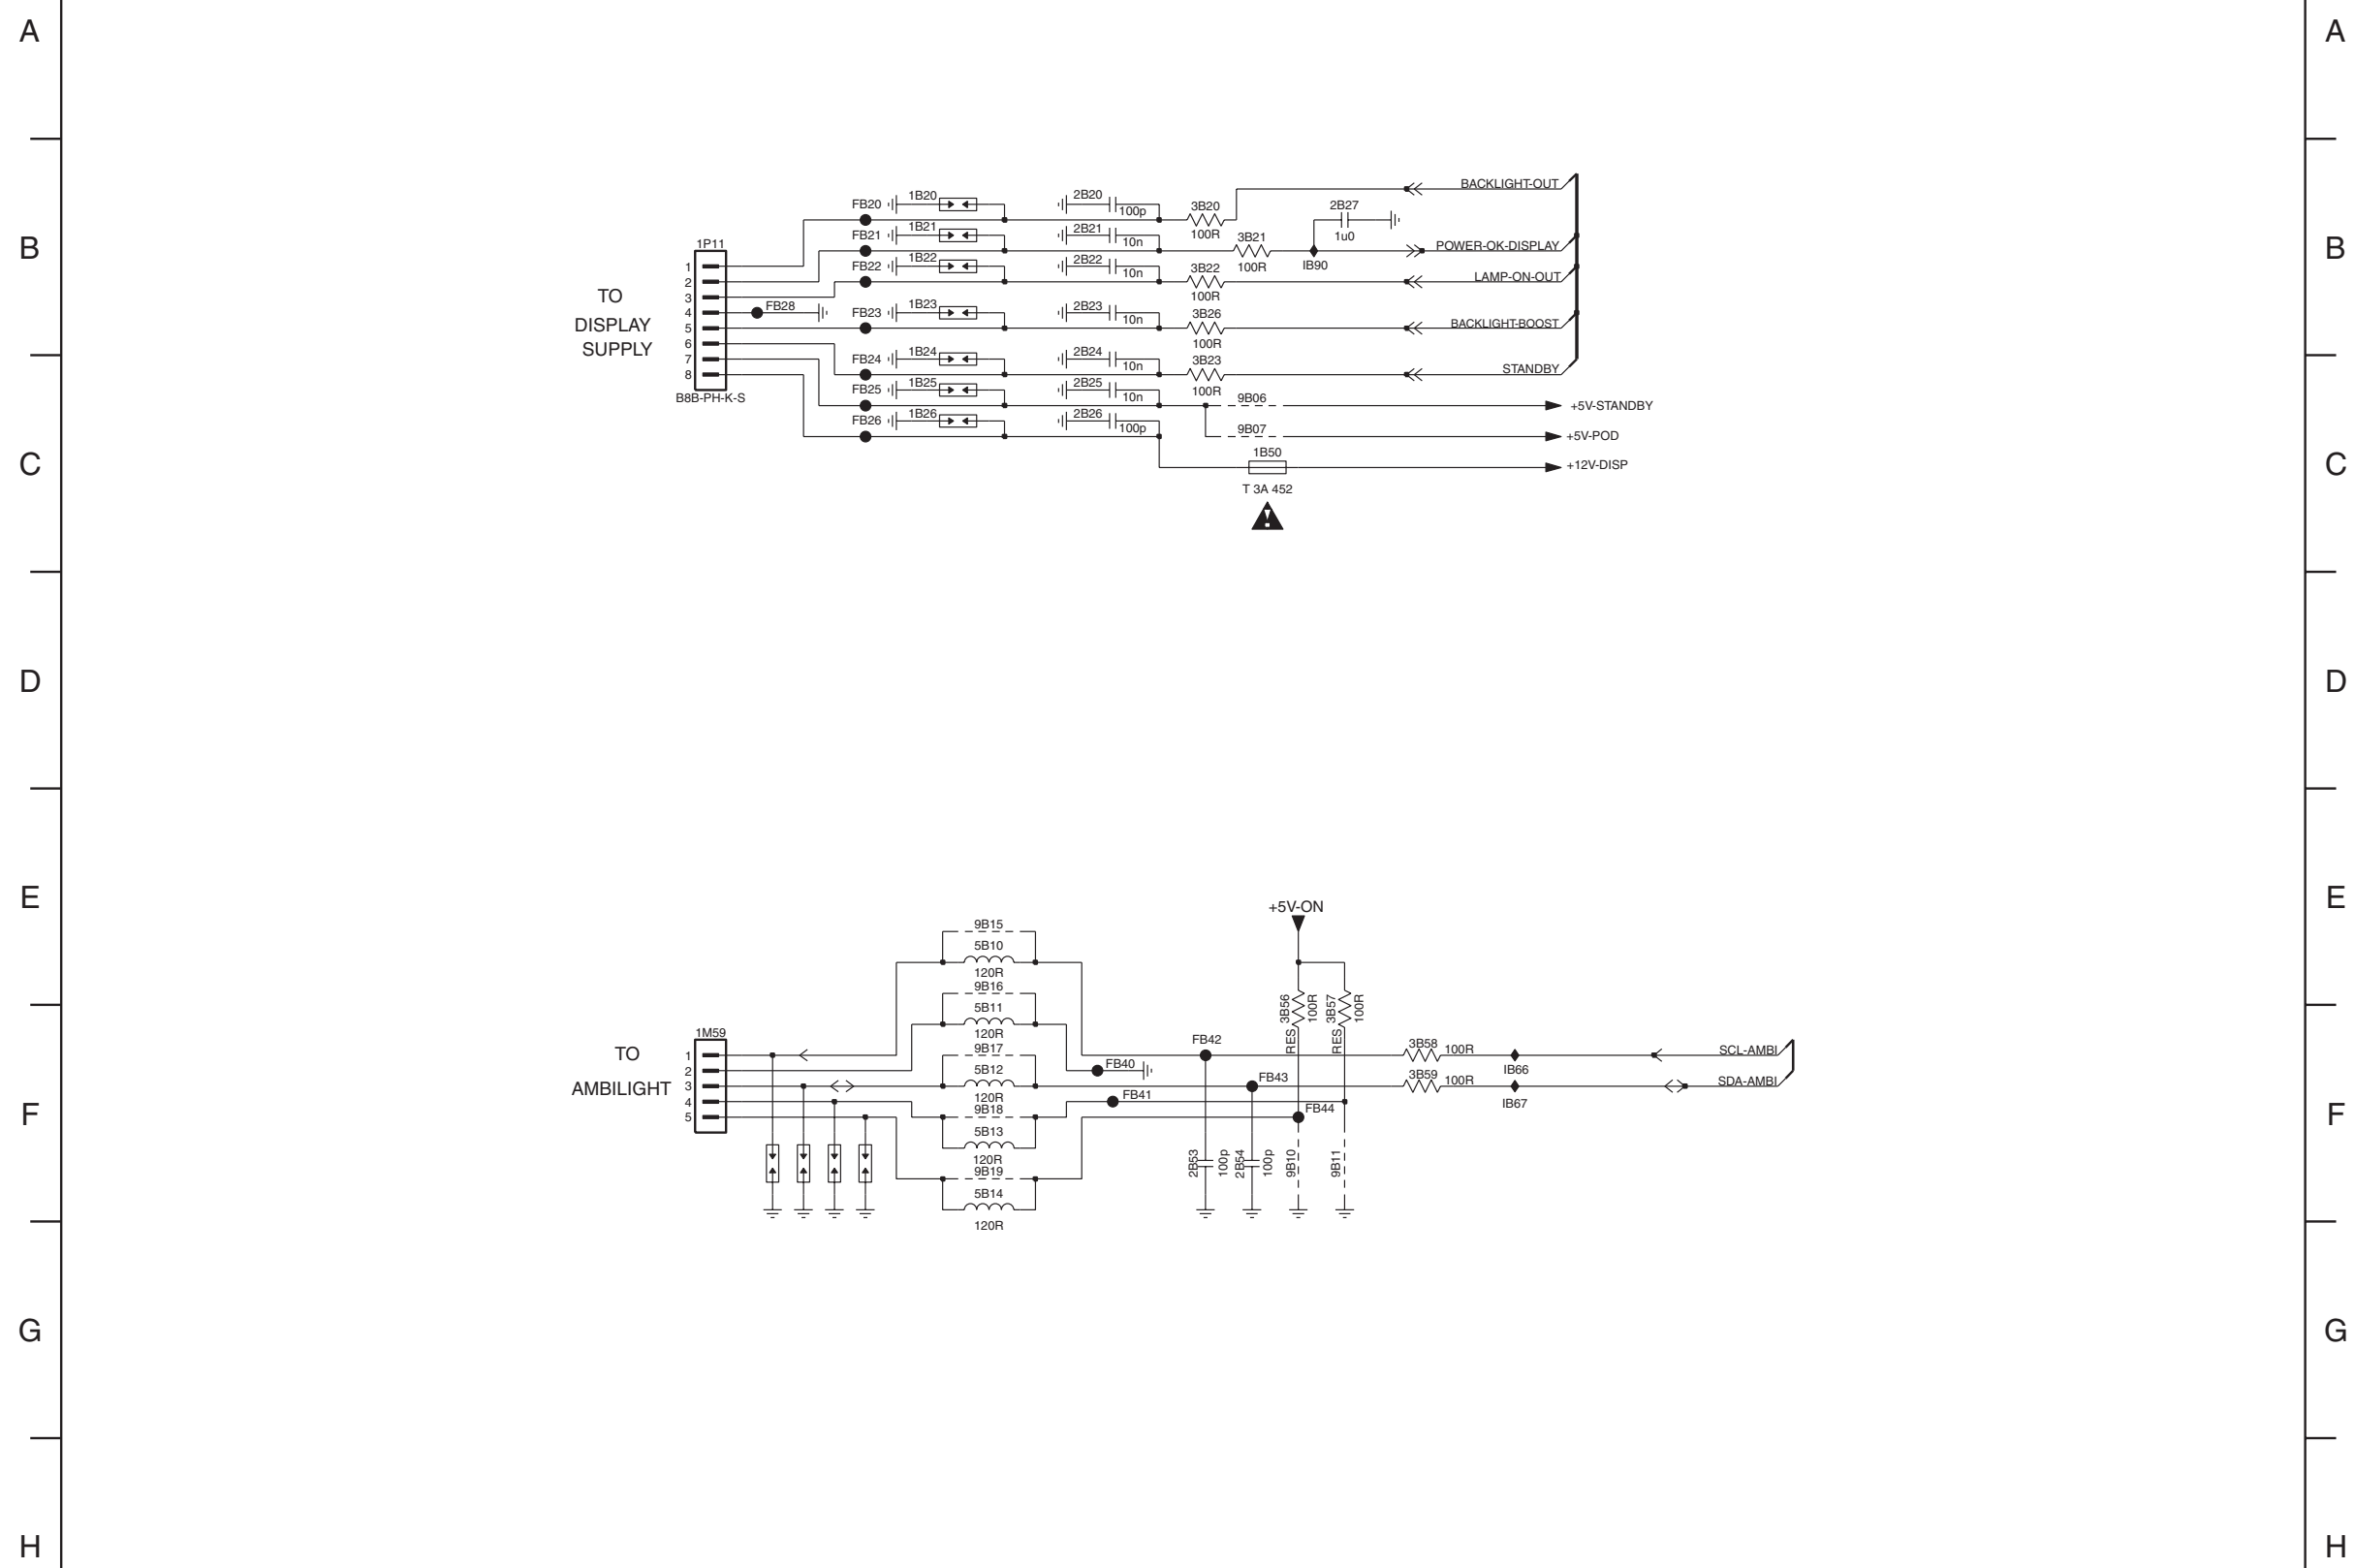 A
A
BACKLIGHT-OUT
1B20
2B20
FB20
100p
3B20
2B27
1B21
2B21
100R
FB21
10n
3B21
1u0
1P11
POWER-OK-DISPLAY
B
B
1B22
2B22
1
FB22
10n
3B22
100R
IB90
LAMP-ON-OUT
2
TO
3
100R
FB28
1B23
2B23
4
FB23
10n
3B26
DISPLAY
5
BACKLIGHT-BOOST
SUPPLY
6
100R
1B24
2B24
7
FB24
10n
3B23
8
STANDBY
1B25
2B25
FB25
10n
100R
B8B-PH-K-S
9B06
+5V-STANDBY
1B26
2B26
FB26
100p
9B07
+5V-POD
1B50
C
+12V-DISP
C
T 3A 452
D
D
E
E
+5V-ON
9B15
5B10
120R
9B16
3B56
100R
3B57
100R
5B11
1M59
120R
RES
RES
FB42
3B58
100R
SCL-AMBI
TO
9B17
1
FB40
IB66
2
5B12
FB43
3B59
100R
SDA-AMBI
AMBILIGHT
3
120R
FB41
IB67
4
9B18
FB44
F
5
F
5B13
120R
2B53
100p
2B54
100p
9B10
9B11
9B19
5B14
120R
G
G
H
H